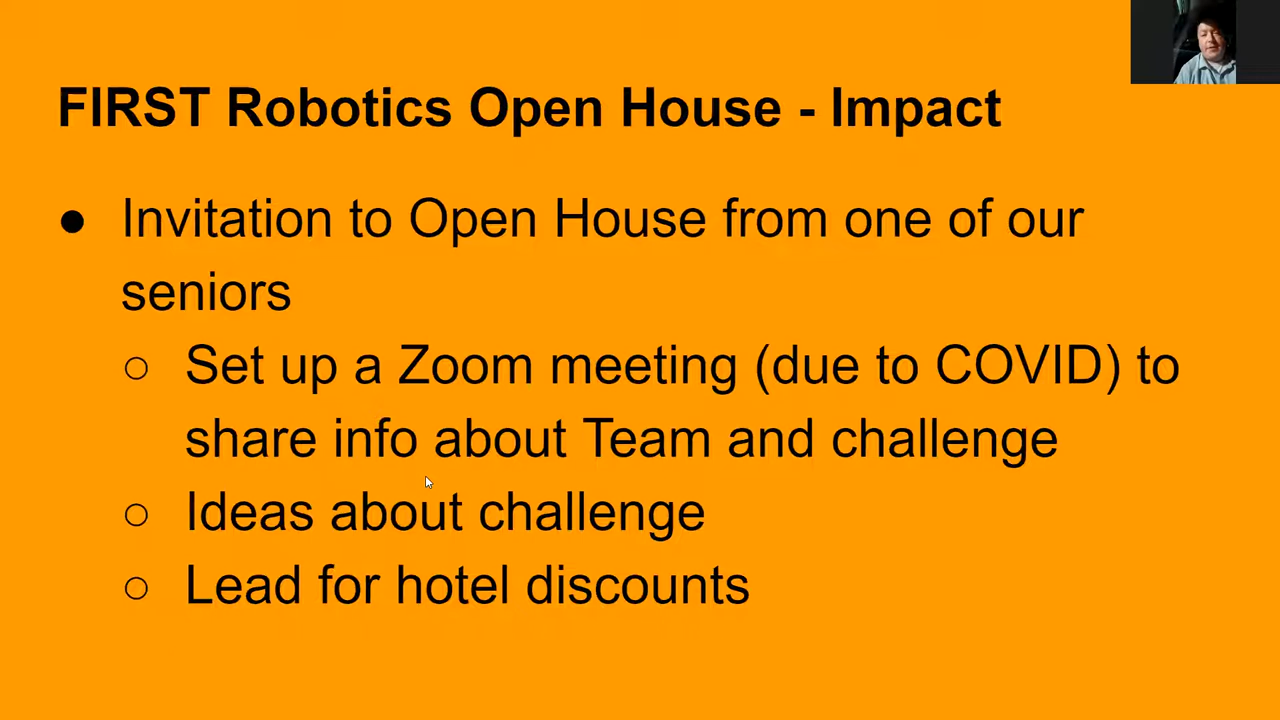 FIRST Robotics Open House - Impact
● Invitation to Open House from one of our
seniors
○ Set up a Zoom meeting (due to COVID) to
share info about Team and challenge
○ Ideas about challenge
○ Lead for hotel discounts